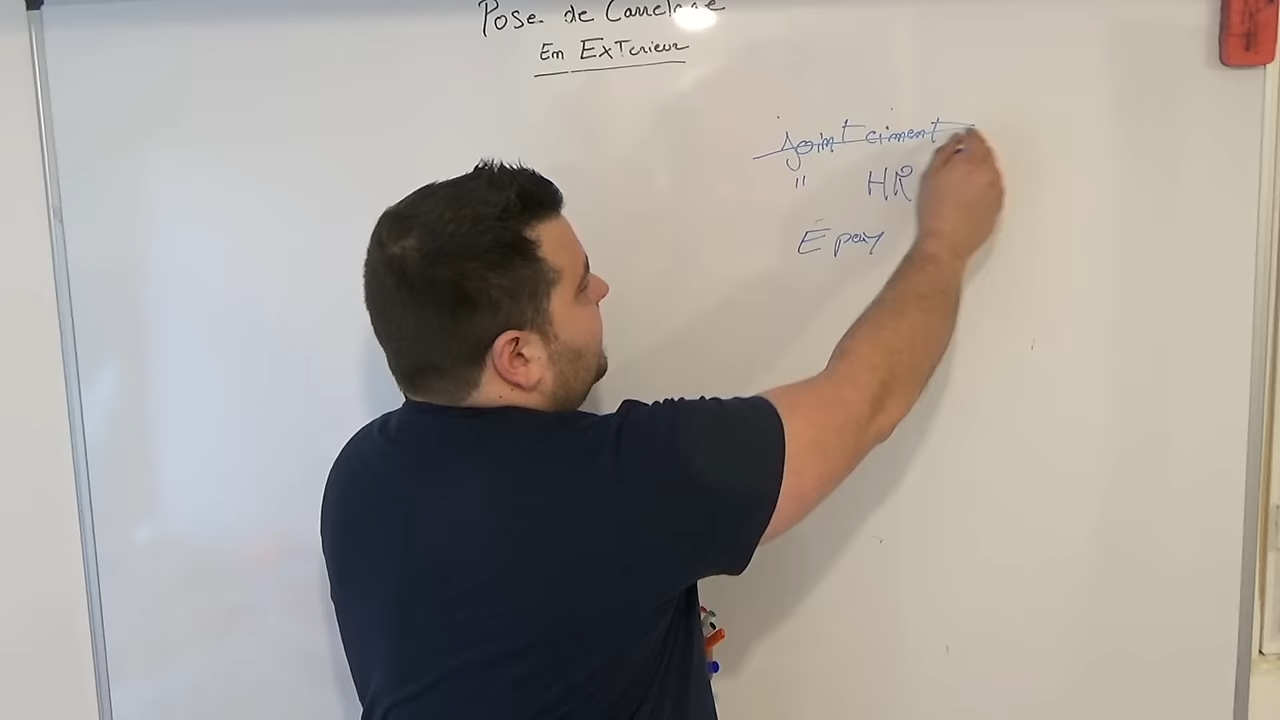 Pose de Carrelage
En Exterieur
Joint ciment
" HR
Epoxy